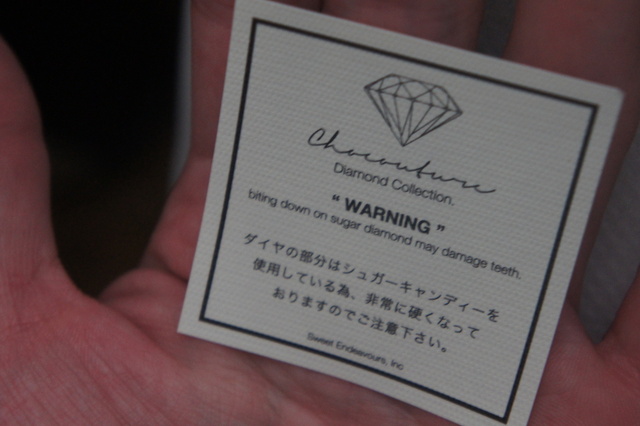 Chocouture
Diamond Collection.
“ WARNING ”
biting down on sugar diamond may damage teeth.
ダイヤの部分はシュガーキャンディーを
使用している為、非常に硬くなって
おりますのでご注意下さい。
Sweet Endeavours, Inc